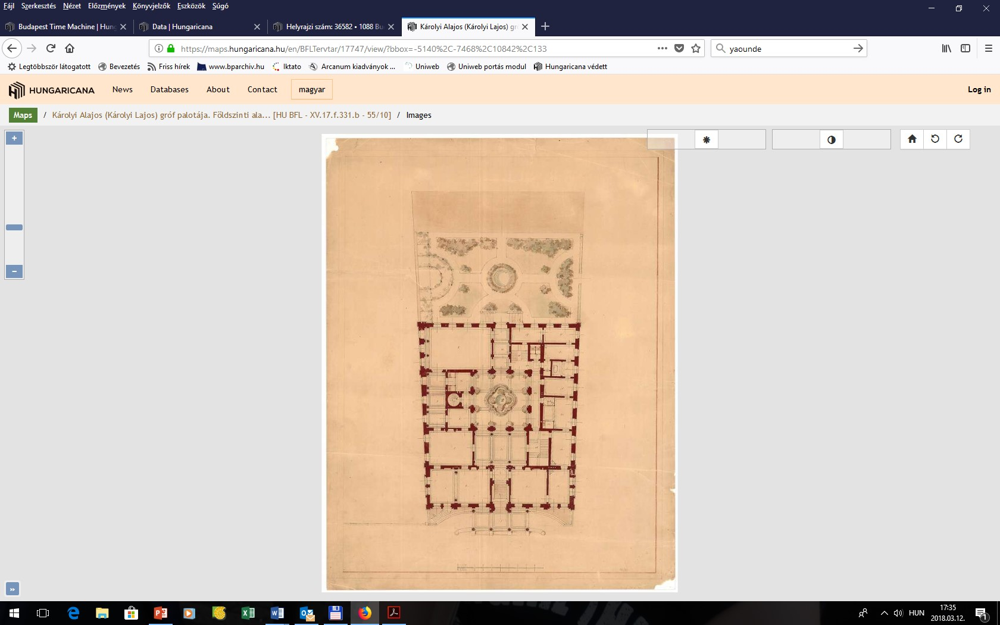 Fájl Szerkesztés Nézet Előzmények Könyvjelzők Eszközök Súgó
Budapest Time Machine | Hung
Data | Hungaricana
Helyrajzi szám: 36582 • 1088 Bu
Károlyi Alajos (Károlyi Lajos) gr
https://maps.hungaricana.hu/en/BFLTervtar/17747/view/?bbox=-5140%2C-7468%2C10842%2C133
yaounde
Legtöbbször látogatott Bevezetés Friss hírek www.bparchiv.hu Iktato Arcanum kiadványok ... Uniweb Uniweb portás modul Hungaricana védett
HUNGARICANA News Databases About Contact magyar Log in
Maps / Károlyi Alajos (Károlyi Lajos) gróf palotája. Földszinti ala... [HU BFL - XV.17.f.331.b - 55/10] / Images
+
−
»
HUN
17:35
2018.03.12.
1